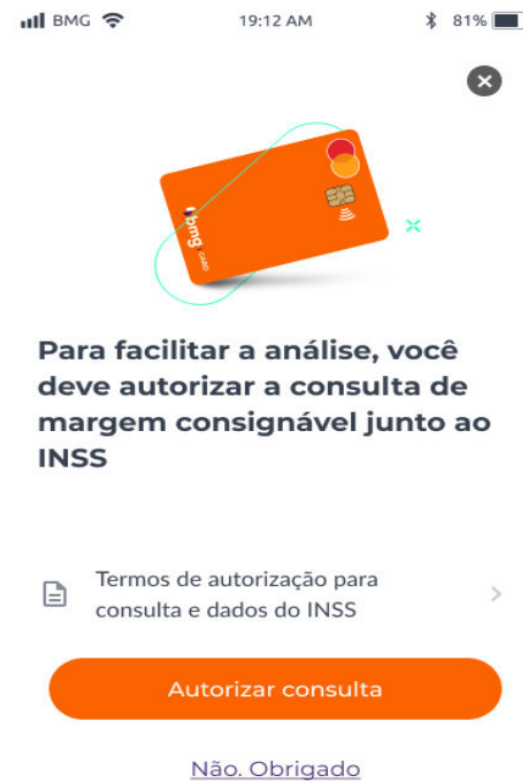 BMG
19:12 AM
81%
bmg
CARD
Para facilitar a análise, você
deve autorizar a consulta de
margem consignável junto ao
INSS
Termos de autorização para
consulta e dados do INSS
Autorizar consulta
Não. Obrigado